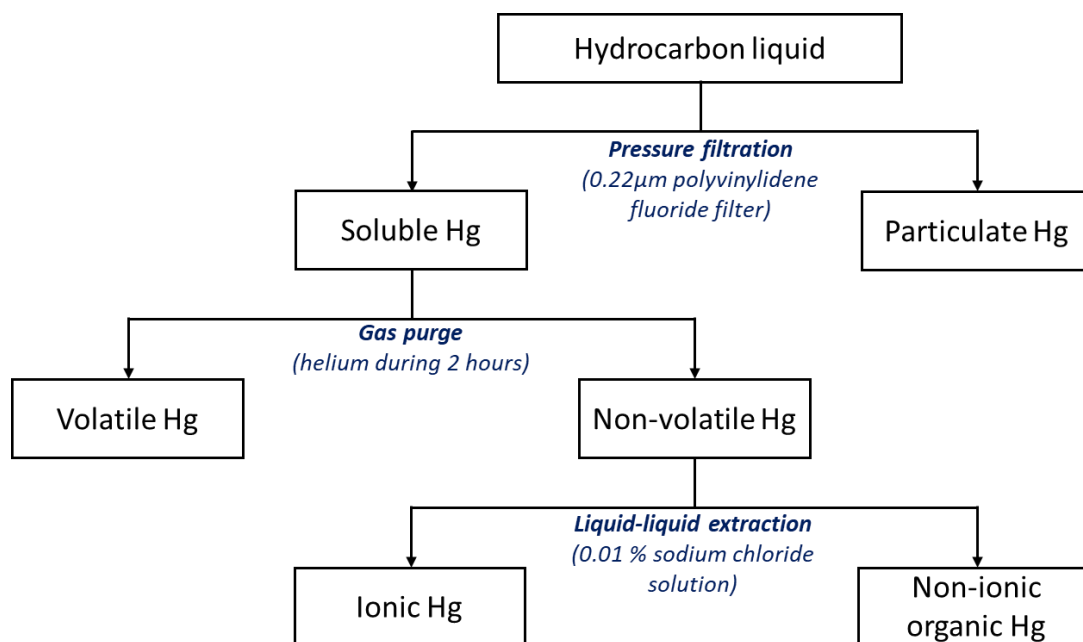 Hydrocarbon liquid
Pressure filtration
(0.22µm polyvinylidene
fluoride filter)
Soluble Hg
Particulate Hg
Gas purge
(helium during 2 hours)
Volatile Hg
Non-volatile Hg
Liquid-liquid extraction
(0.01 % sodium chloride
solution)
Ionic Hg
Non-ionic
organic Hg